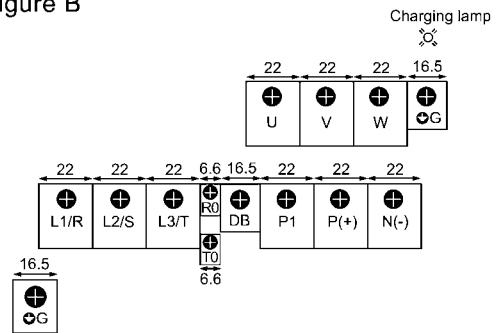 igure B
Charging lamp
22 22 22 16.5
U V W G
22 22 22 6.6 16.5 22 22 22
L1/R L2/S L3/T R0 DB P1 P(+) N(-)
T0
16.5 6.6
G